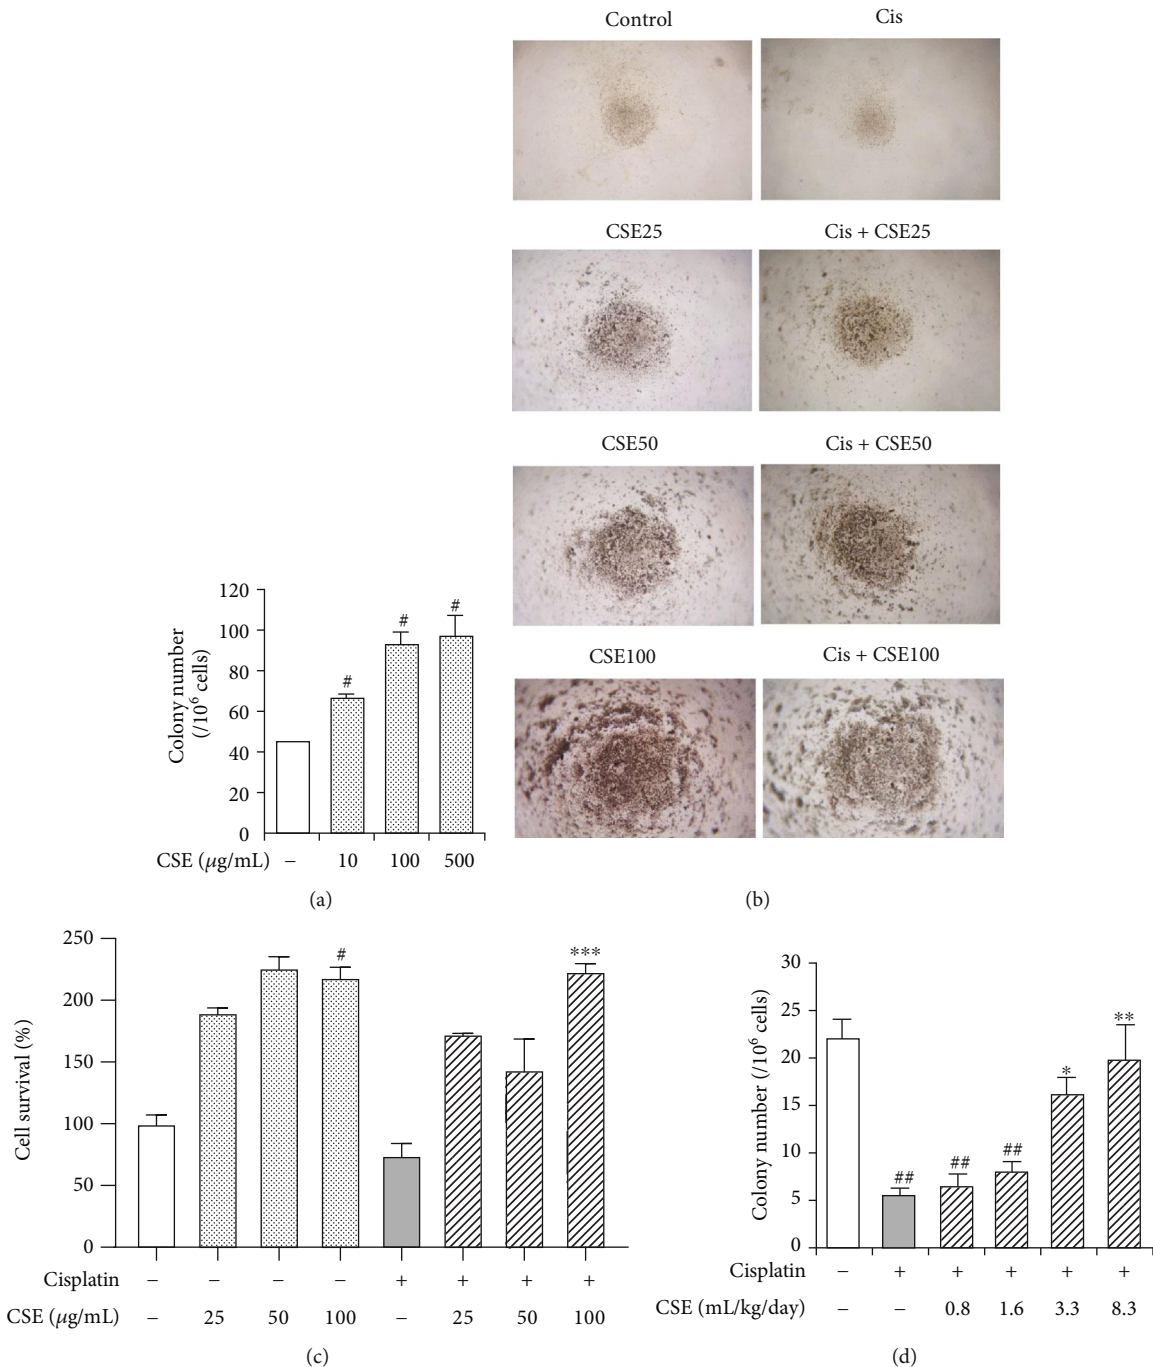 Control Cis
CSE25 Cis + CSE25
CSE50 Cis + CSE50
CSE100 Cis + CSE100
(b)
Colony number
(/10⁶ cells)
120
100
80
60
40
20
0
# # #
CSE (μg/mL) – 10 100 500
(a)
Cell survival (%)
250
200
150
100
50
0
# ***
Cisplatin – – – – + + + +
CSE (μg/mL) – 25 50 100 – 25 50 100
(c)
Colony number (/10⁶ cells)
30
25
20
15
10
5
0
## ## ## * **
Cisplatin – + + + + +
CSE (mL/kg/day) – – 0.8 1.6 3.3 8.3
(d)